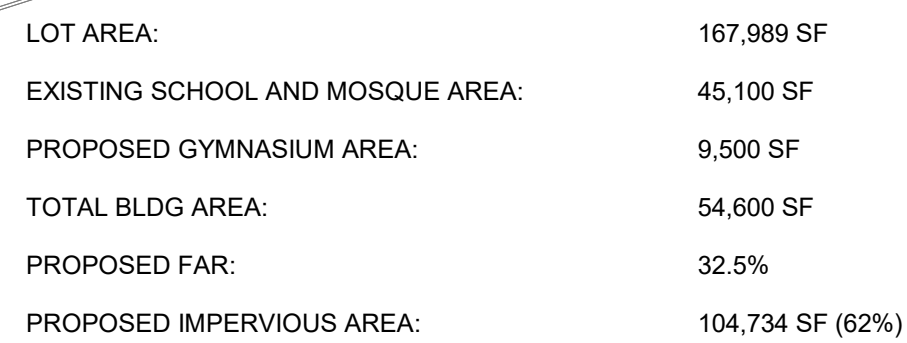 LOT AREA: 167,989 SF
EXISTING SCHOOL AND MOSQUE AREA: 45,100 SF
PROPOSED GYMNASIUM AREA: 9,500 SF
TOTAL BLDG AREA: 54,600 SF
PROPOSED FAR: 32.5%
PROPOSED IMPERVIOUS AREA: 104,734 SF (62%)